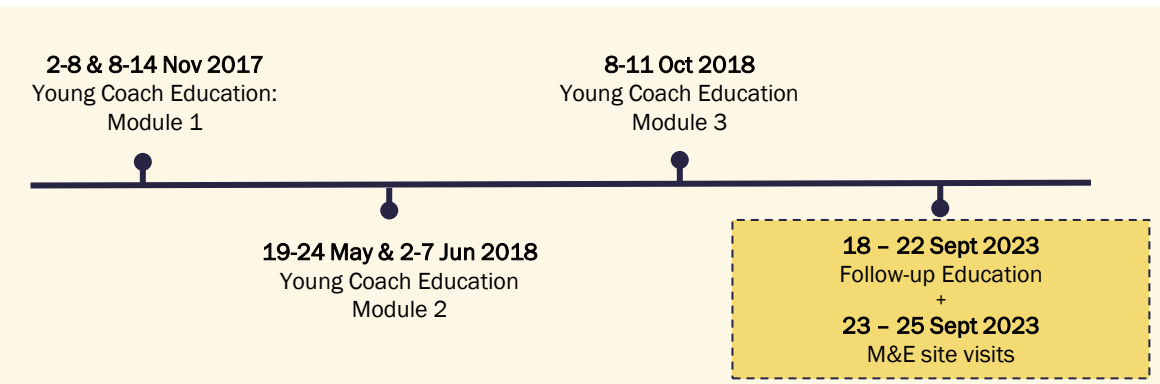 2-8 & 8-14 Nov 2017
Young Coach Education:
Module 1
19-24 May & 2-7 Jun 2018
Young Coach Education
Module 2
8-11 Oct 2018
Young Coach Education
Module 3
18 – 22 Sept 2023
Follow-up Education
+
23 – 25 Sept 2023
M&E site visits